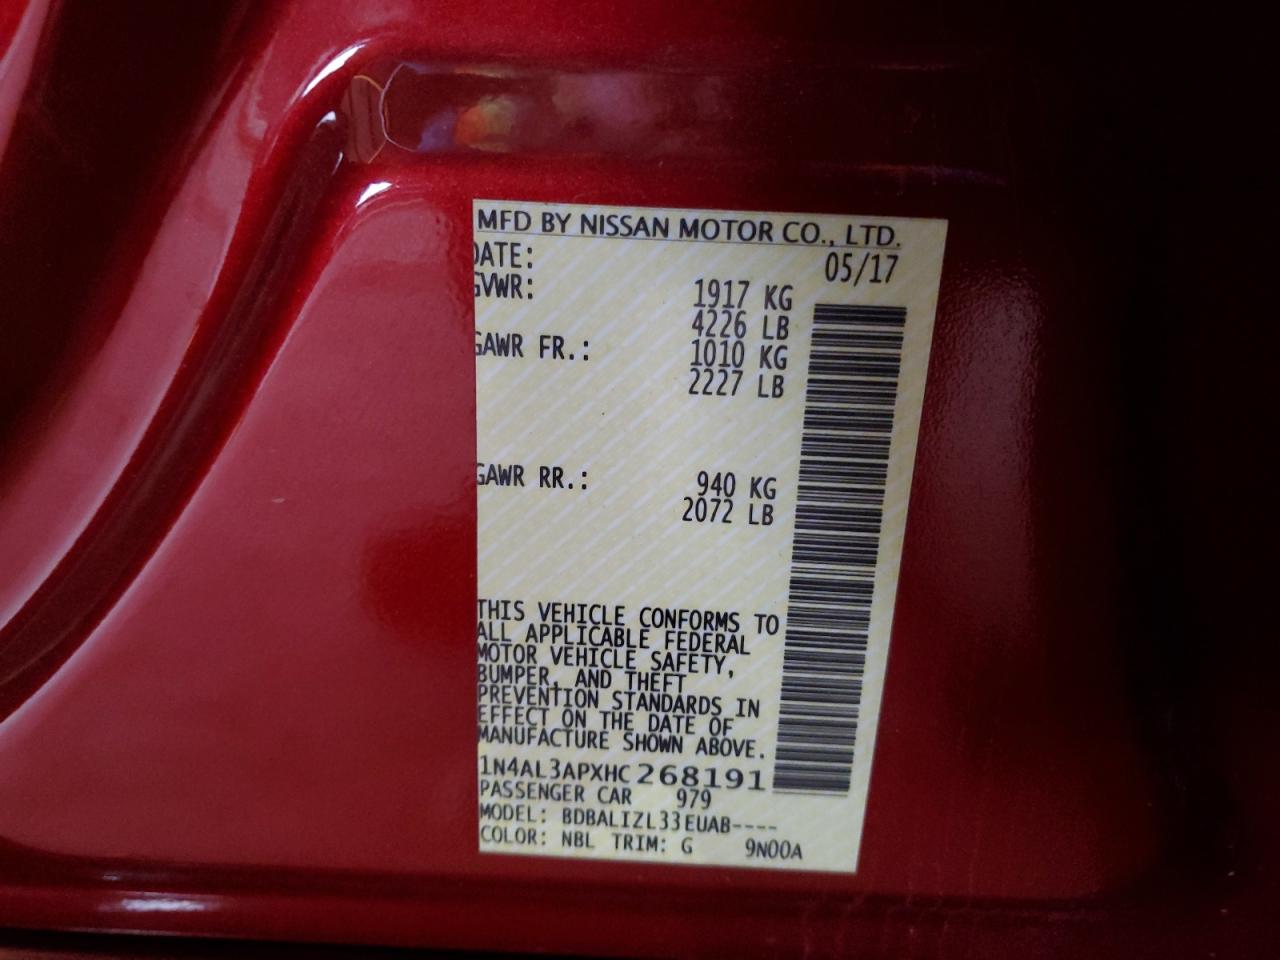 MFD BY NISSAN MOTOR CO., LTD.
DATE: 05/17
GVWR: 1917 KG
4226 LB
GAWR FR.: 1010 KG
2227 LB
GAWR RR.: 940 KG
2072 LB
THIS VEHICLE CONFORMS TO
ALL APPLICABLE FEDERAL
MOTOR VEHICLE SAFETY,
BUMPER, AND THEFT
PREVENTION STANDARDS IN
EFFECT ON THE DATE OF
MANUFACTURE SHOWN ABOVE.
1N4AL3APXHC268191
PASSENGER CAR 979
MODEL: BDBALIZL33EUAB----
COLOR: NBL TRIM: G 9N00A